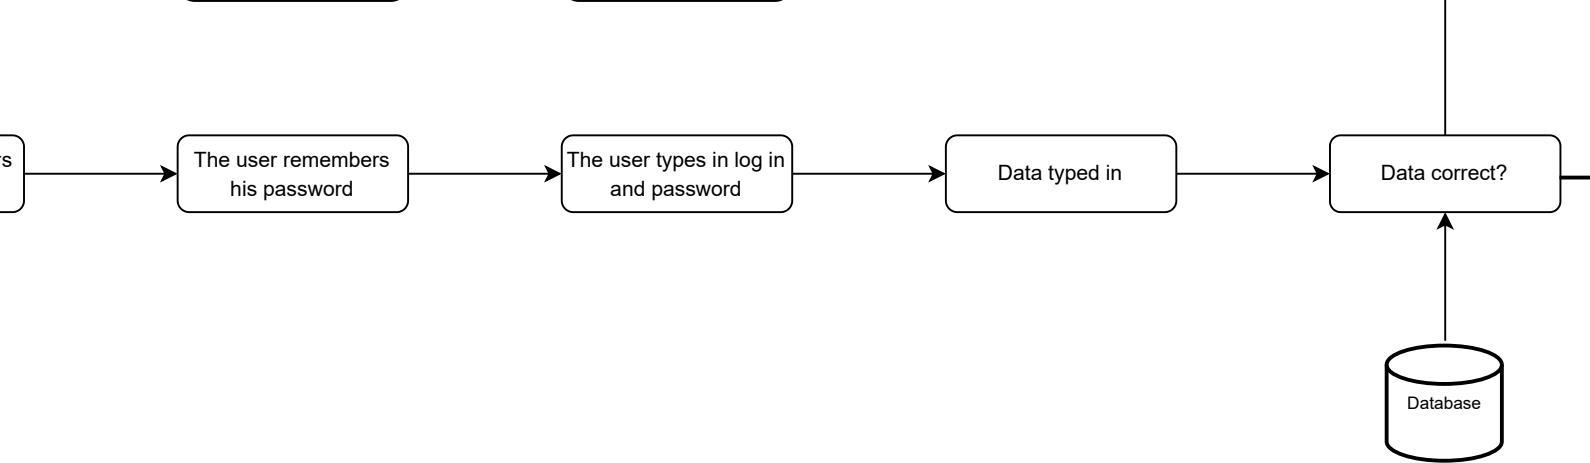 The user remembers
his password
The user types in log in
and password
Data typed in
Data correct?
Database